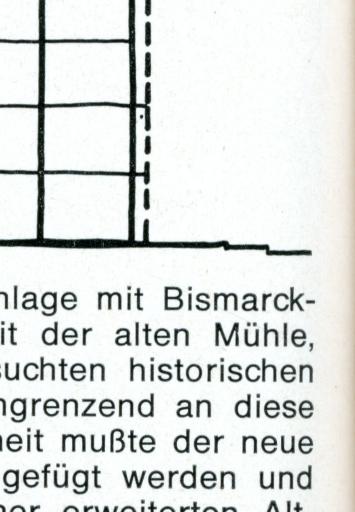 nlage mit Bismarck-
it der alten Mühle,
suchten historischen
ngrenzend an diese
heit mußte der neue
gefügt werden und
ner erweiterten Alt-